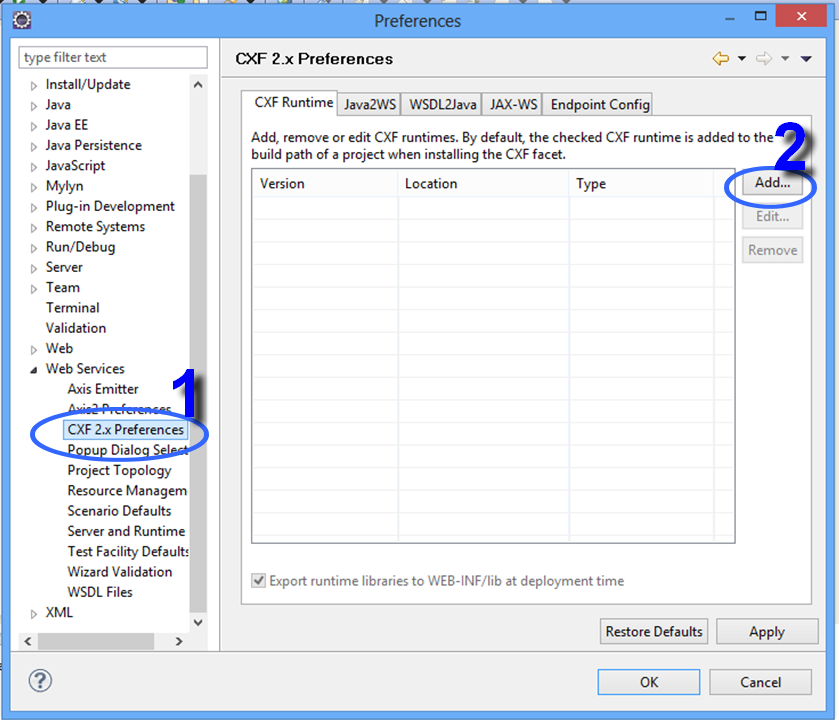 Preferences
type filter text
CXF 2.x Preferences
Install/Update
Java
Java EE
Java Persistence
JavaScript
Mylyn
Plug-in Development
Remote Systems
Run/Debug
Server
Team
Terminal
Validation
Web
Web Services
Axis Emitter
Axis2 Preferences
CXF 2.x Preferences
Popup Dialog Select
Project Topology
Resource Managem
Scenario Defaults
Server and Runtime
Test Facility Defaults
Wizard Validation
WSDL Files
XML
1
CXF Runtime Java2WS WSDL2Java JAX-WS Endpoint Config
Add, remove or edit CXF runtimes. By default, the checked CXF runtime is added to the
build path of a project when installing the CXF facet.
2
Version Location Type
Add...
Edit...
Remove
Export runtime libraries to WEB-INF/lib at deployment time
Restore Defaults Apply
? OK Cancel